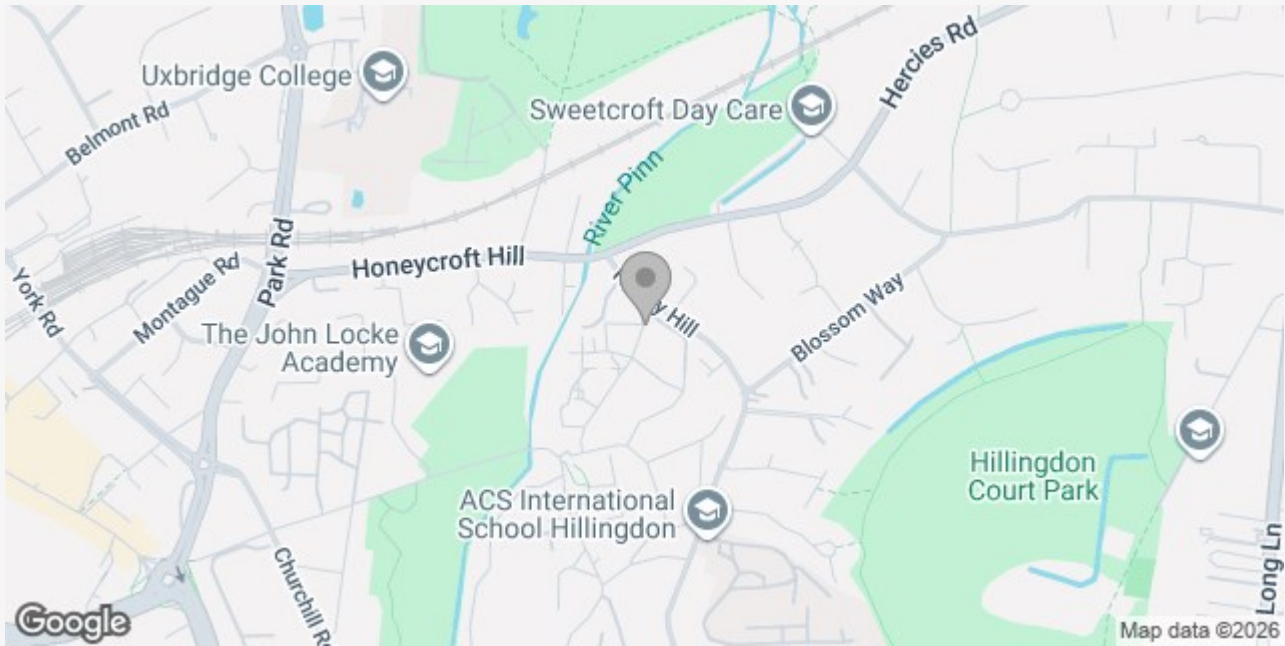 Uxbridge College
Belmont Rd
Sweetcroft Day Care
Hercies Rd
River Pinn
Park Rd
Montague Rd
York Rd
Honeycroft Hill
Hill
Blossom Way
The John Locke
Academy
Hillingdon
Court Park
ACS International
School Hillingdon
Churchill Rd
Long Ln
Google
Map data ©2026